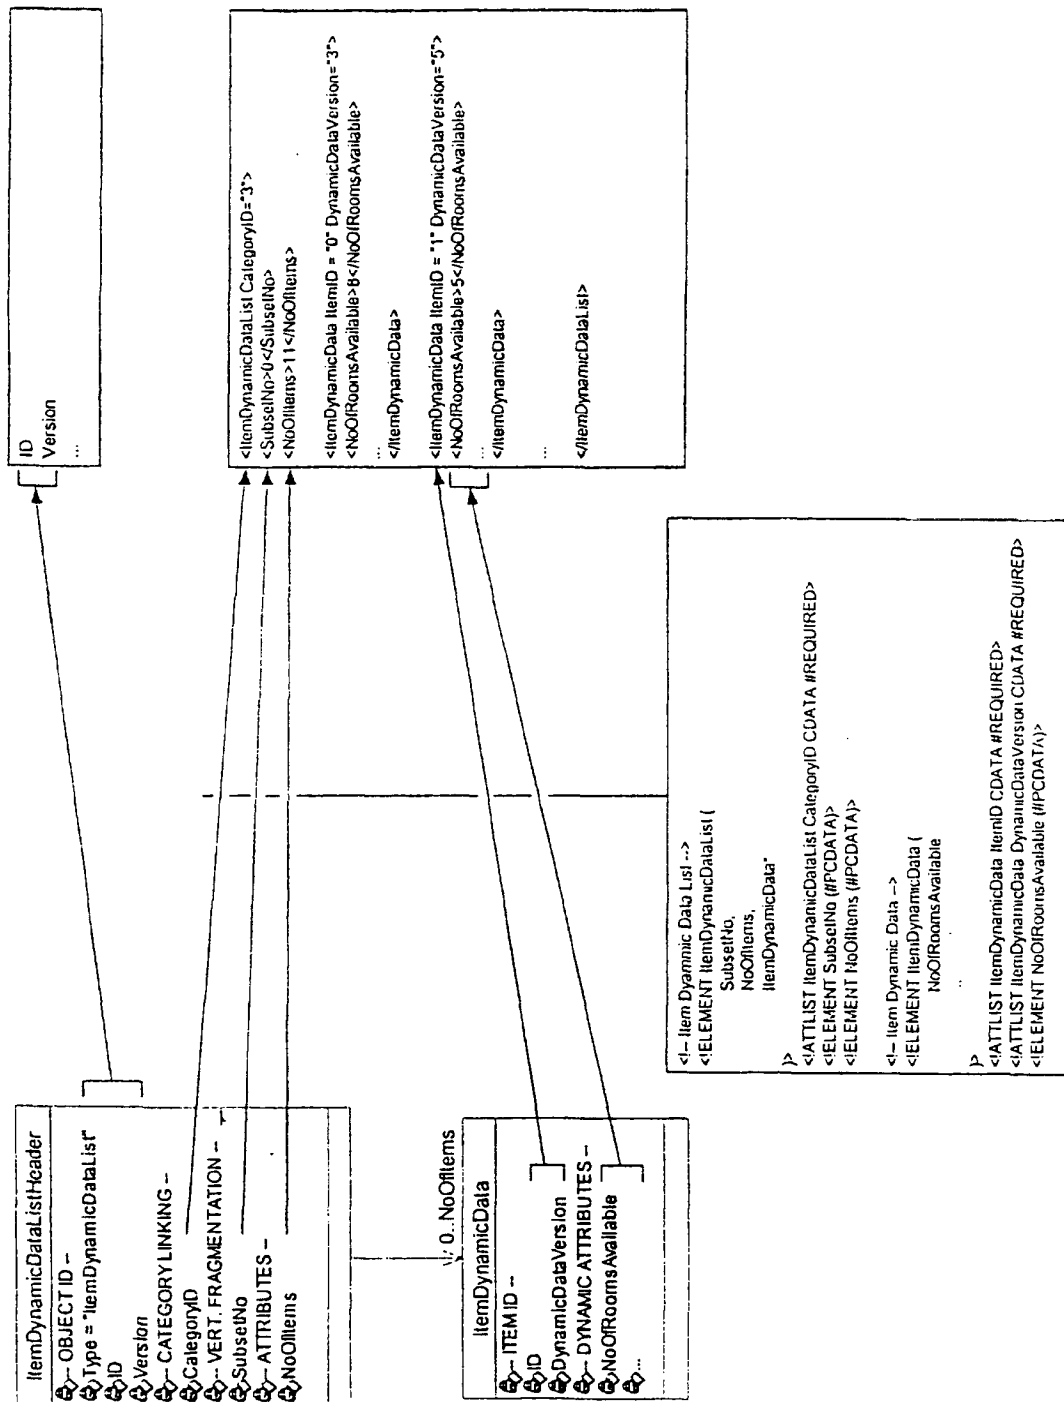 ItemDynamicDataListHeader
-- OBJECT ID --
Type = "ItemDynamicDataList"
ID
Version
-- CATEGORY LINKING --
CategoryID
-- VERT. FRAGMENTATION --
SubsetNo
-- ATTRIBUTES --
NoOfItems
0..NoOfItems
ItemDynamicData
-- ITEM ID --
ID
DynamicDataVersion
-- DYNAMIC ATTRIBUTES --
NoOfRoomsAvailable
...
ID
Version
...
<ItemDynamicDataList CategoryID="3">
<SubsetNo>0</SubsetNo>
<NoOfItems>11</NoOfItems>
<ItemDynamicData ItemID = "0" DynamicDataVersion="3">
<NoOfRoomsAvailable>8</NoOfRoomsAvailable>
...
</ItemDynamicData>
<ItemDynamicData ItemID = "1" DynamicDataVersion="5">
<NoOfRoomsAvailable>5</NoOfRoomsAvailable>
...
</ItemDynamicData>
...
</ItemDynamicDataList>
<!-- Item Dyamnic Data List -->
<!ELEMENT ItemDynamicDataList (
SubsetNo,
NoOfItems,
ItemDynamicData*
)>
<!ATTLIST ItemDynamicDataList CategoryID CDATA #REQUIRED>
<!ELEMENT SubsetNo (#PCDATA)>
<!ELEMENT NoOfItems (#PCDATA)>
<!-- Item Dynamic Data -->
<!ELEMENT ItemDynamicData (
NoOfRoomsAvailable
..
)>
<!ATTLIST ItemDynamicData ItemID CDATA #REQUIRED>
<!ATTLIST ItemDynamicData DynamicDataVersion CDATA #REQUIRED>
<!ELEMENT NoOfRoomsAvailable (#PCDATA)>